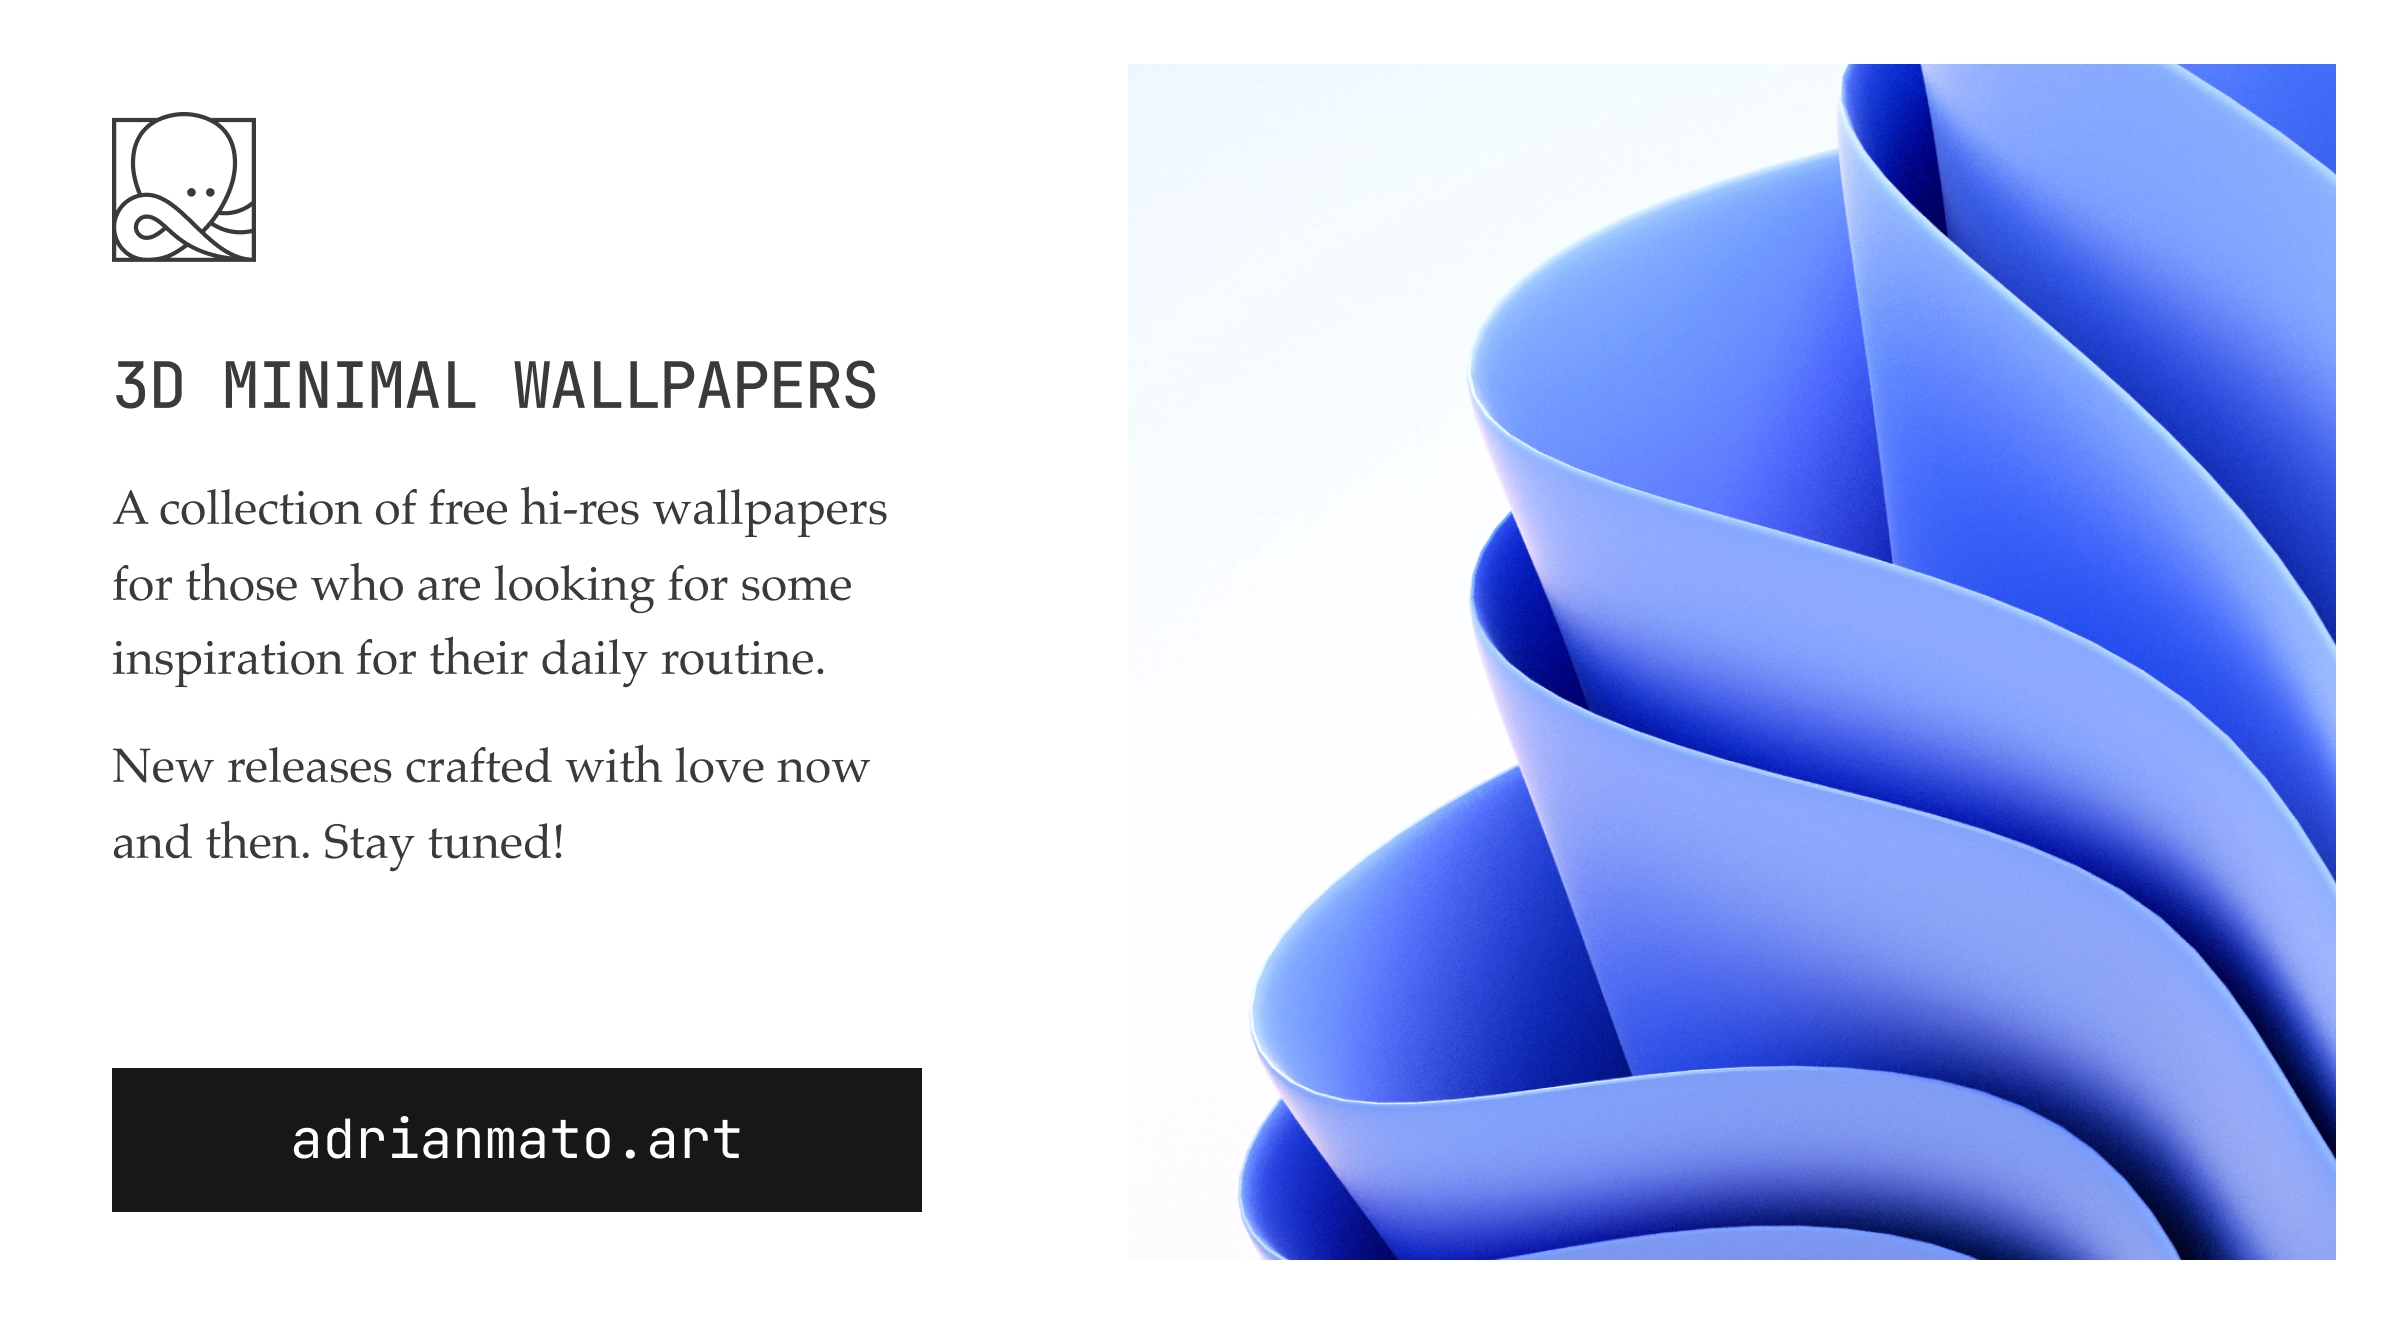 3D MINIMAL WALLPAPERS
A collection of free hi-res wallpapers
for those who are looking for some
inspiration for their daily routine.
New releases crafted with love now
and then. Stay tuned!
adrianmato.art